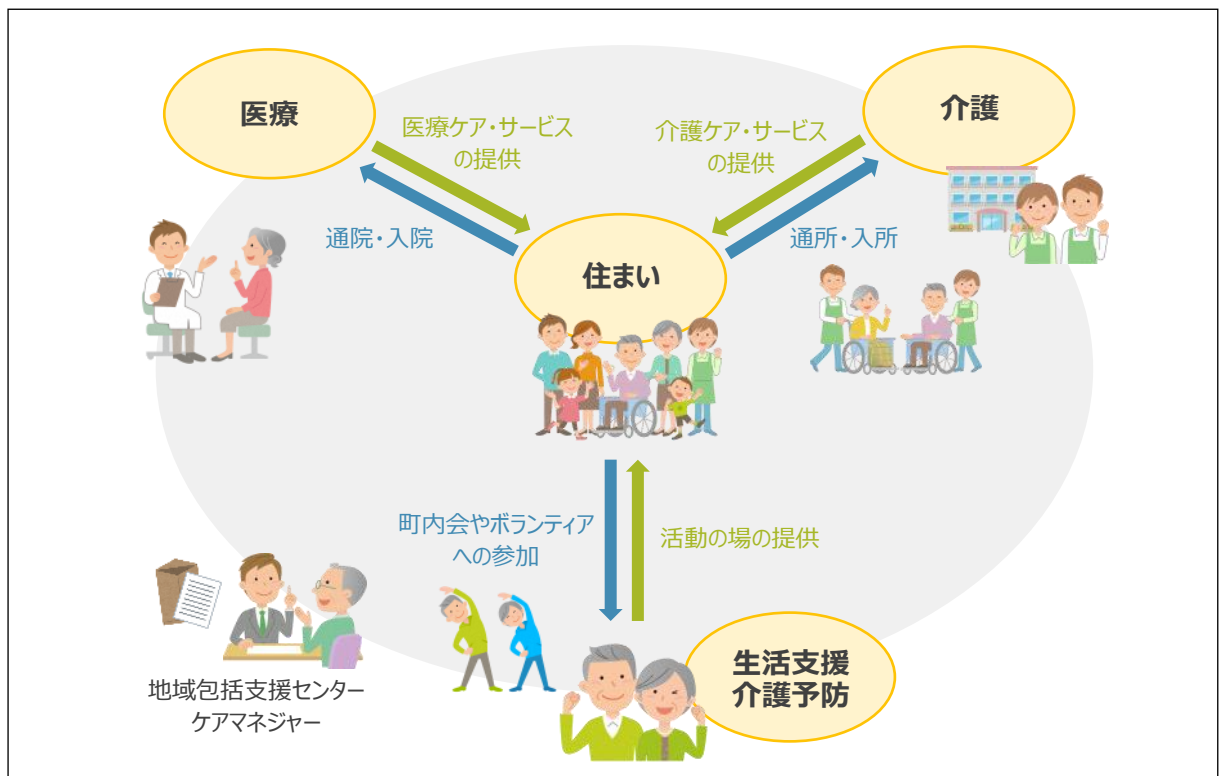 医療
介護
医療ケア・サービス
の提供
介護ケア・サービス
の提供
通院・入院
通所・入所
住まい
町内会やボランティア
への参加
活動の場の提供
生活支援
介護予防
地域包括支援センター
ケアマネジャー